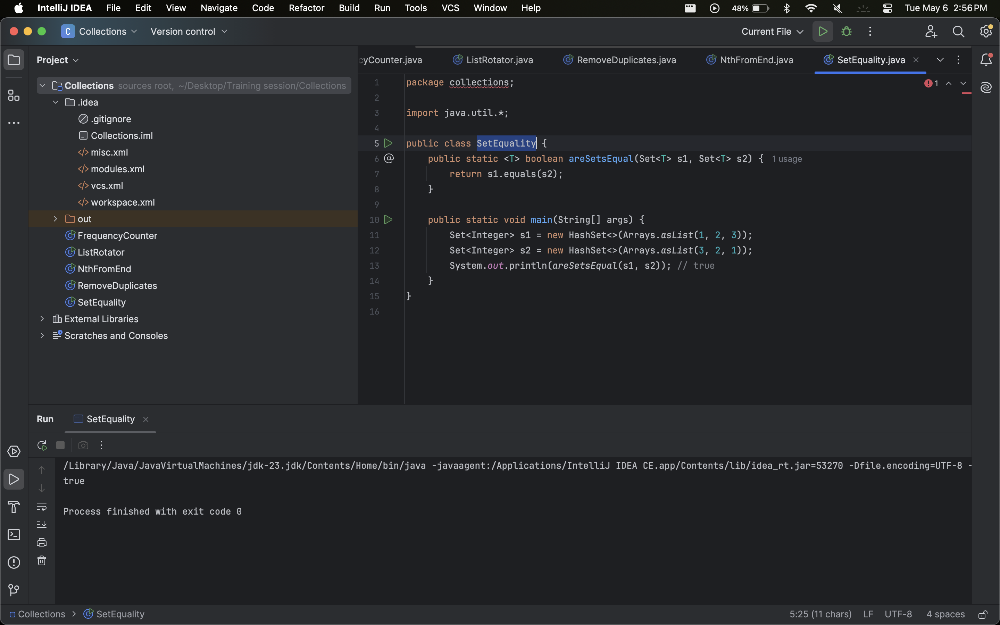 IntelliJ IDEA File Edit View Navigate Code Refactor Build Run Tools VCS Window Help 48% Tue May 6 2:56 PM
C Collections Version control Current File
Project
Collections sources root, ~/Desktop/Training session/Collections
.idea
.gitignore
Collections.iml
misc.xml
modules.xml
vcs.xml
workspace.xml
out
FrequencyCounter
ListRotator
NthFromEnd
RemoveDuplicates
SetEquality
External Libraries
Scratches and Consoles
cyCounter.java ListRotator.java RemoveDuplicates.java NthFromEnd.java SetEquality.java
1 package collections; 1
2
3 import java.util.*;
4
5 public class SetEquality {
6 public static <T> boolean areSetsEqual(Set<T> s1, Set<T> s2) { 1 usage
7 return s1.equals(s2);
8 }
9
10 public static void main(String[] args) {
11 Set<Integer> s1 = new HashSet<>(Arrays.asList(1, 2, 3));
12 Set<Integer> s2 = new HashSet<>(Arrays.asList(3, 2, 1));
13 System.out.println(areSetsEqual(s1, s2)); // true
14 }
15 }
16
Run SetEquality
/Library/Java/JavaVirtualMachines/jdk-23.jdk/Contents/Home/bin/java -javaagent:/Applications/IntelliJ IDEA CE.app/Contents/lib/idea_rt.jar=53270 -Dfile.encoding=UTF-8 -
true
Process finished with exit code 0
Collections > SetEquality 5:25 (11 chars) LF UTF-8 4 spaces